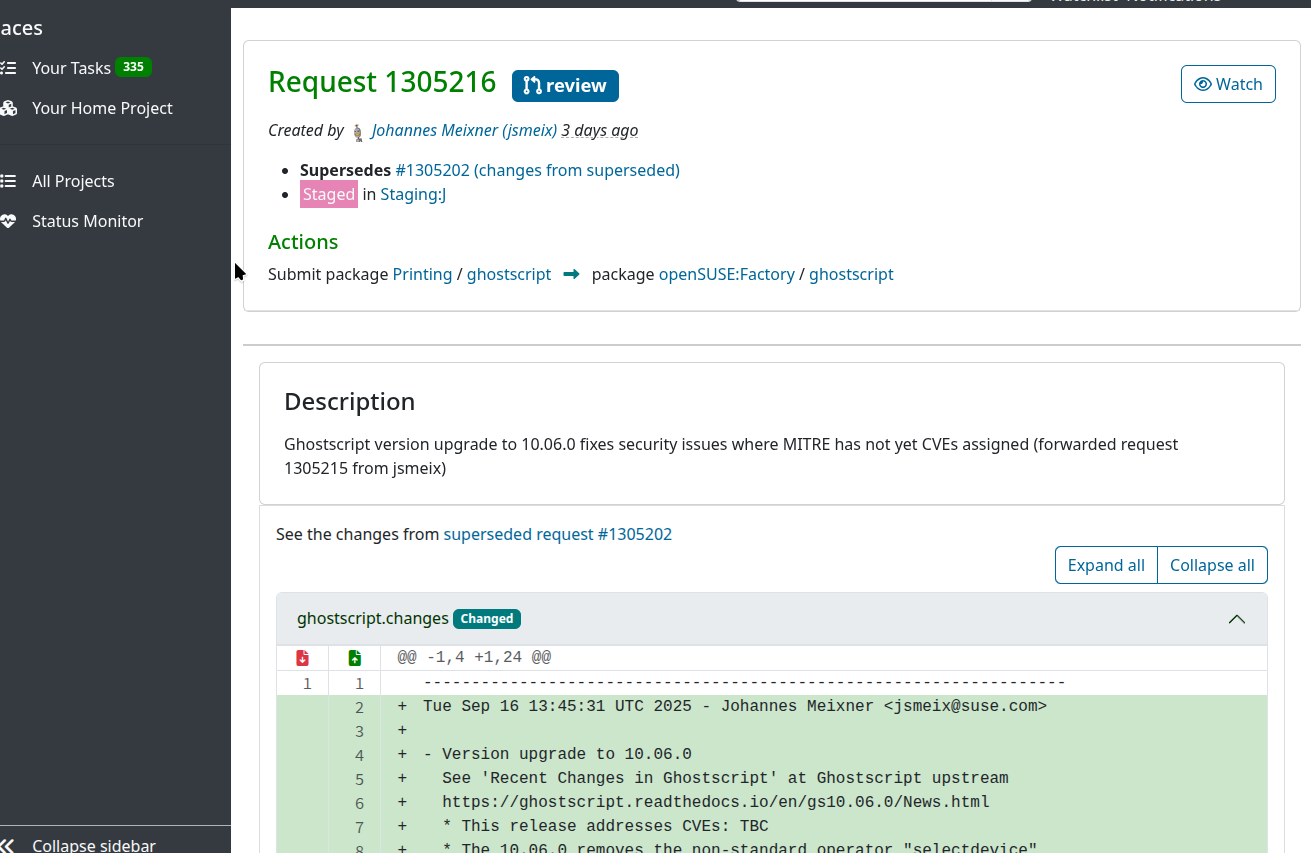 Watchlist Notifications
aces
Your Tasks 335
Your Home Project
All Projects
Status Monitor
Collapse sidebar
Request 1305216 review
Watch
Created by Johannes Meixner (jsmeix) 3 days ago
Supersedes #1305202 (changes from superseded)
Staged in Staging:J
Actions
Submit package Printing / ghostscript package openSUSE:Factory / ghostscript
Description
Ghostscript version upgrade to 10.06.0 fixes security issues where MITRE has not yet CVEs assigned (forwarded request
1305215 from jsmeix)
See the changes from superseded request #1305202
Expand all Collapse all
ghostscript.changes Changed
@@ -1,4 +1,24 @@
1 1 -------------------------------------------------------------------
2 + Tue Sep 16 13:45:31 UTC 2025 - Johannes Meixner <jsmeix@suse.com>
3 +
4 + - Version upgrade to 10.06.0
5 + See 'Recent Changes in Ghostscript' at Ghostscript upstream
6 + https://ghostscript.readthedocs.io/en/gs10.06.0/News.html
7 + * This release addresses CVEs: TBC
8 + * The 10.06.0 removes the non-standard operator "selectdevice"